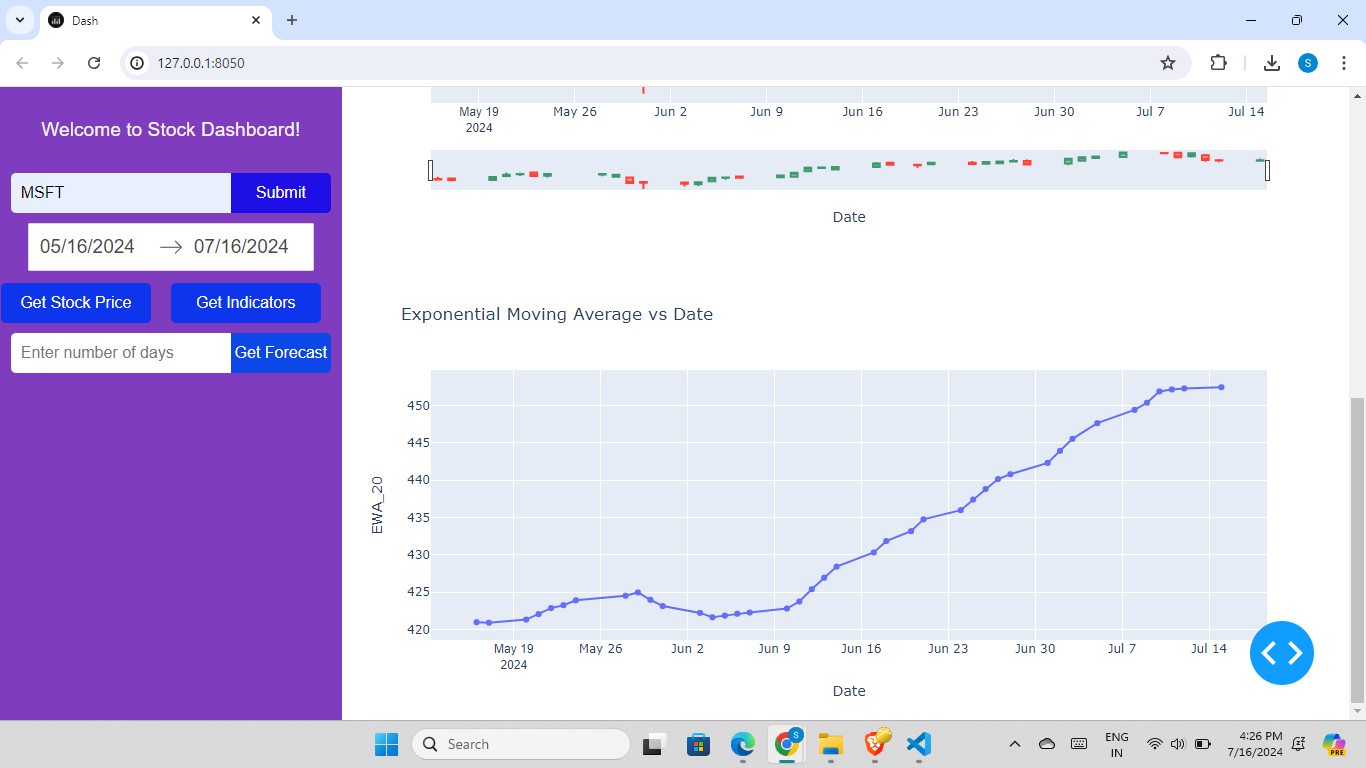 Dash
127.0.0.1:8050
S
Welcome to Stock Dashboard!
MSFT
Submit
05/16/2024
07/16/2024
Get Stock Price
Get Indicators
Enter number of days
Get Forecast
May 19 May 26 Jun 2 Jun 9 Jun 16 Jun 23 Jun 30 Jul 7 Jul 14
2024
Date
Exponential Moving Average vs Date
450
445
440
435
430
425
420
EWA_20
May 19 May 26 Jun 2 Jun 9 Jun 16 Jun 23 Jun 30 Jul 7 Jul 14
2024
Date
Search
S
ENG
IN
4:26 PM
7/16/2024
PRE